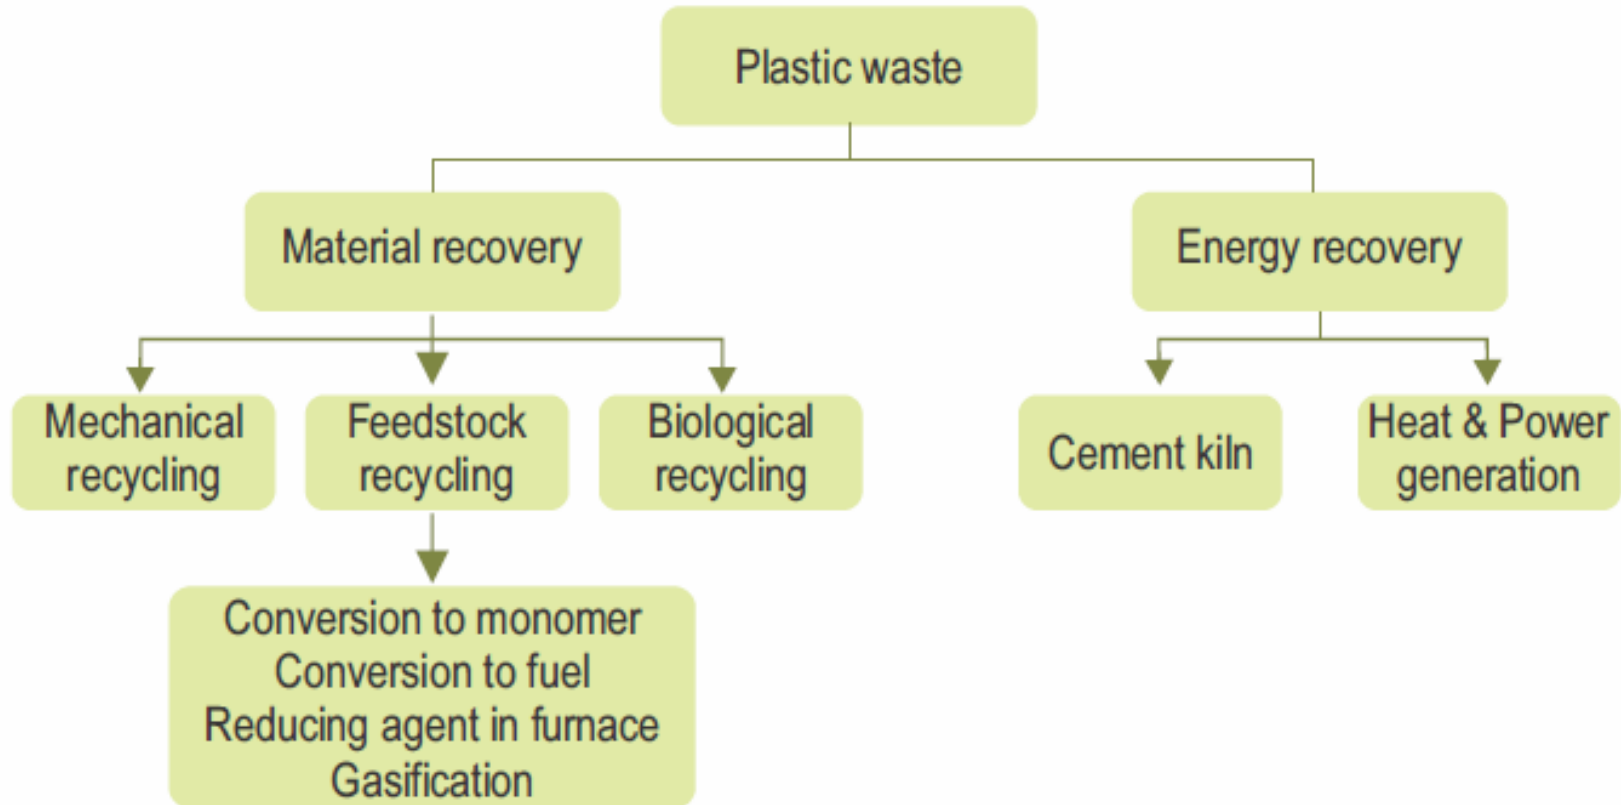 Plastic waste
Material recovery
Energy recovery
Mechanical
recycling
Feedstock
recycling
Biological
recycling
Cement kiln
Heat & Power
generation
Conversion to monomer
Conversion to fuel
Reducing agent in furnace
Gasification